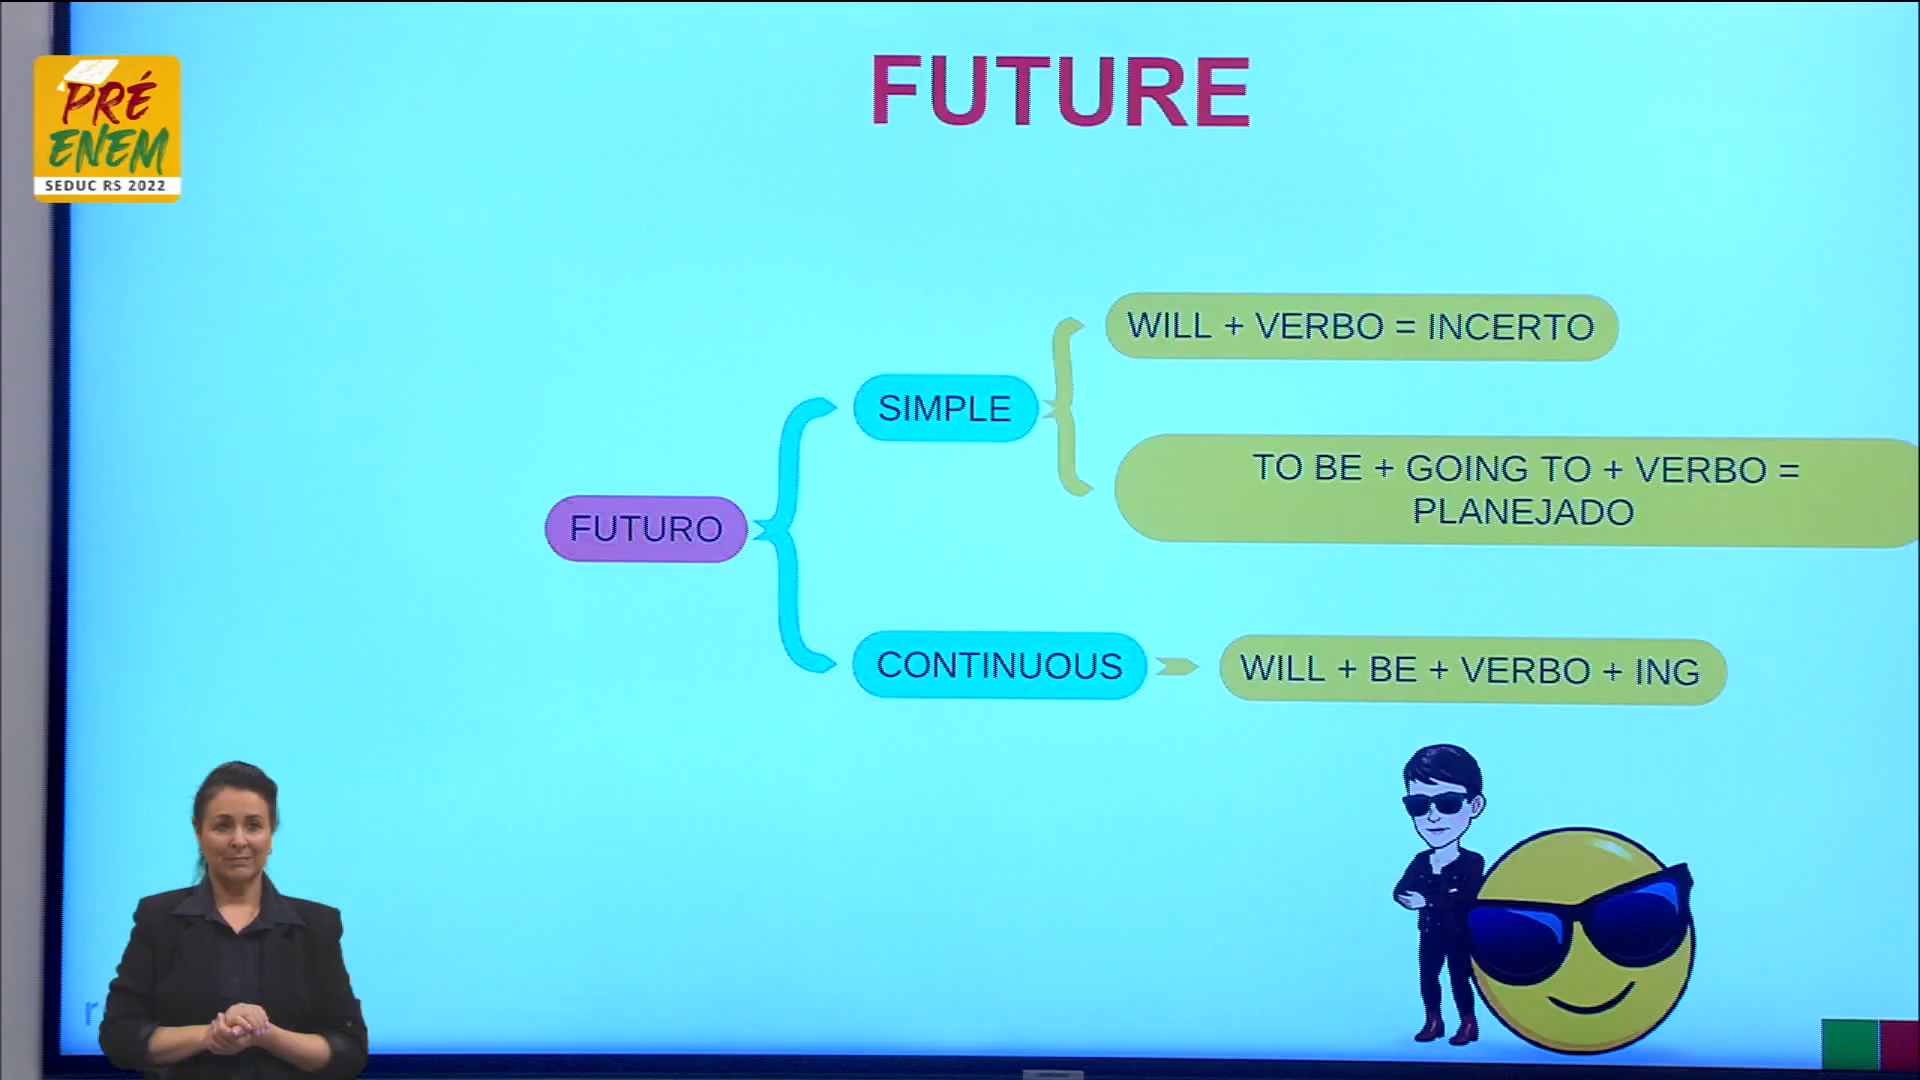 PRÉ
ENEM
SEDUC RS 2022
FUTURE
WILL + VERBO = INCERTO
SIMPLE
TO BE + GOING TO + VERBO =
PLANEJADO
FUTURO
CONTINUOUS
WILL + BE + VERBO + ING